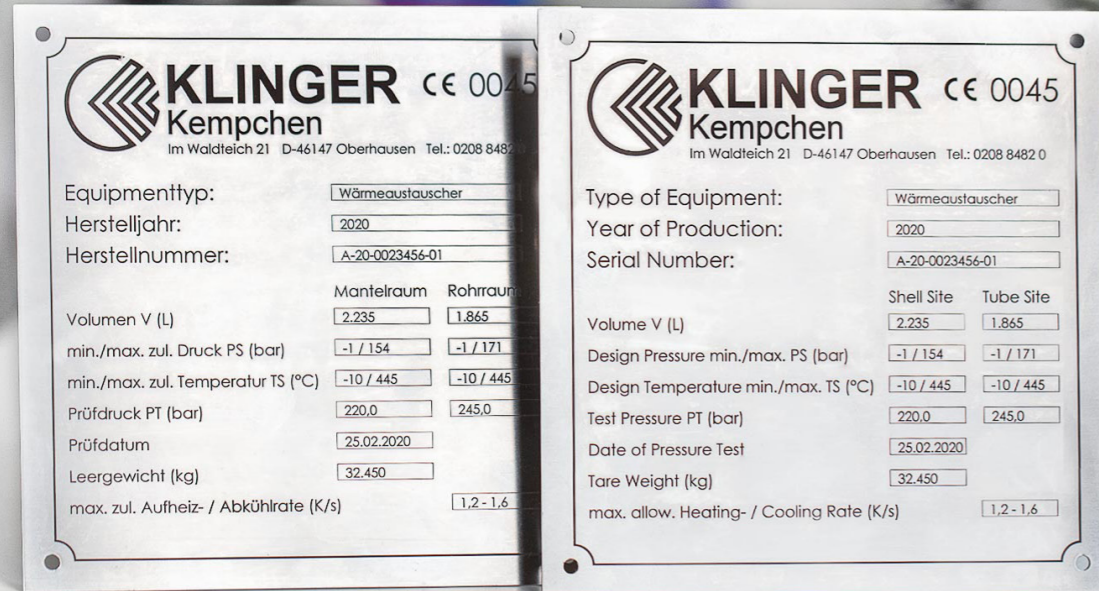 KLINGER CE 0045
Kempchen
Im Waldteich 21 D-46147 Oberhausen Tel.: 0208 8482
Equipmenttyp: Wärmeaustauscher
Herstelljahr: 2020
Herstellnummer: A-20-0023456-01
Mantelraum Rohrraum
Volumen V (L) 2.235 1.865
min./max. zul. Druck PS (bar) -1 / 154 -1 / 171
min./max. zul. Temperatur TS (°C) -10 / 445 -10 / 445
Prüfdruck PT (bar) 220,0 245,0
Prüfdatum 25.02.2020
Leergewicht (kg) 32.450
max. zul. Aufheiz- / Abkühlrate (K/s) 1,2 - 1,6
KLINGER CE 0045
Kempchen
Im Waldteich 21 D-46147 Oberhausen Tel.: 0208 8482 0
Type of Equipment: Wärmeaustauscher
Year of Production: 2020
Serial Number: A-20-0023456-01
Shell Site Tube Site
Volume V (L) 2.235 1.865
Design Pressure min./max. PS (bar) -1 / 154 -1 / 171
Design Temperature min./max. TS (°C) -10 / 445 -10 / 445
Test Pressure PT (bar) 220,0 245,0
Date of Pressure Test 25.02.2020
Tare Weight (kg) 32.450
max. allow. Heating- / Cooling Rate (K/s) 1,2 - 1,6